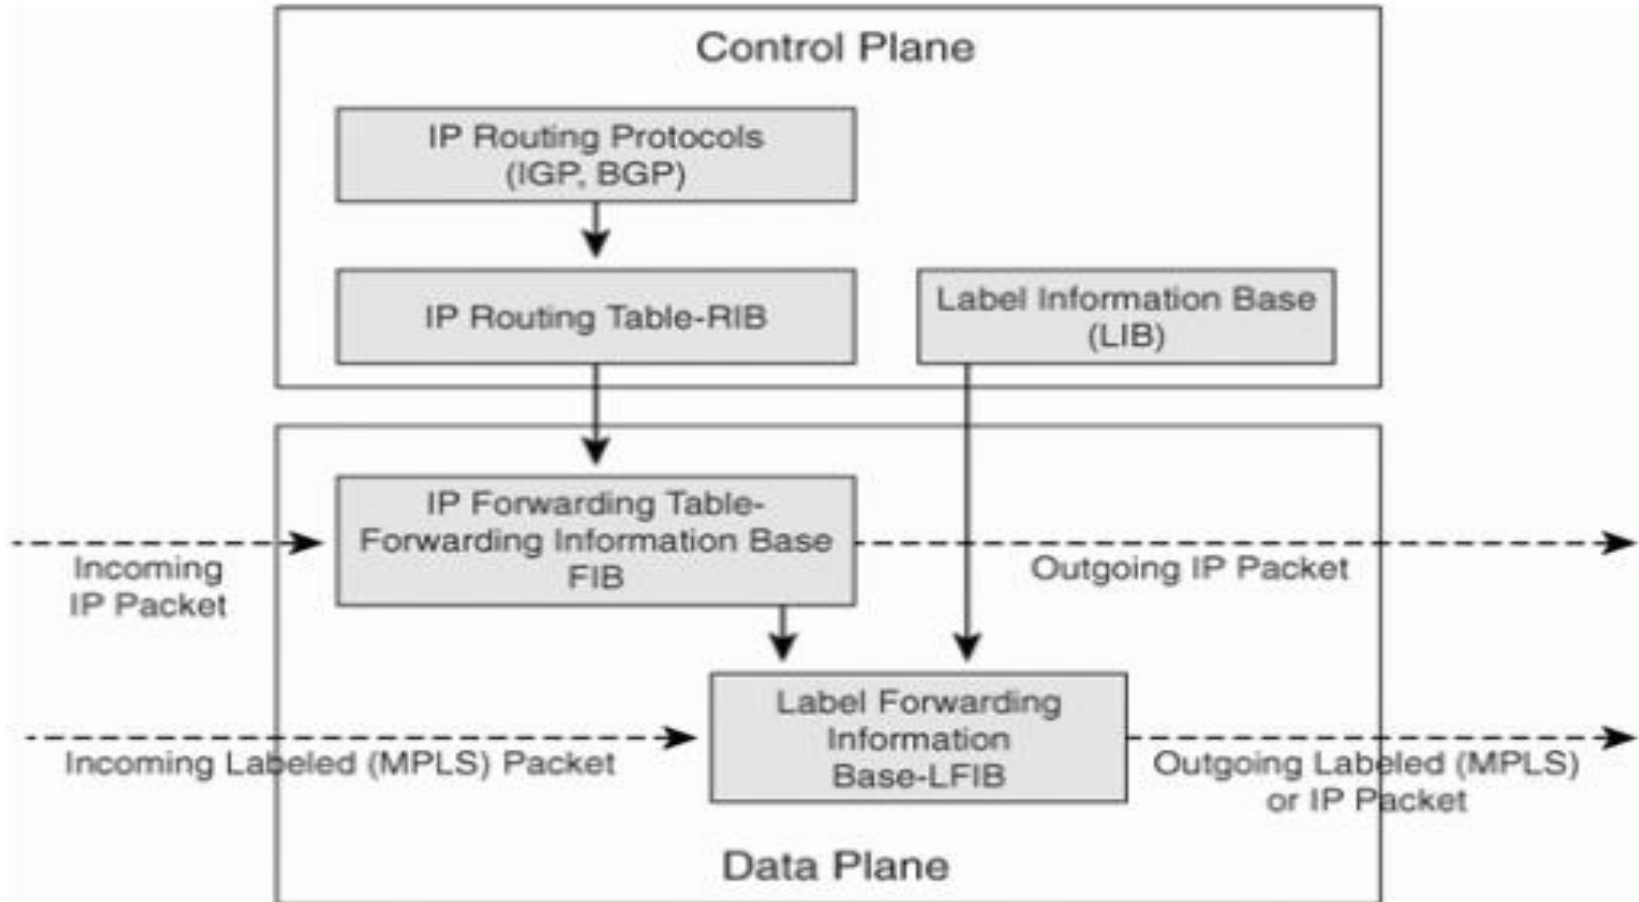 Control Plane
IP Routing Protocols
(IGP, BGP)
IP Routing Table-RIB
Label Information Base
(LIB)
IP Forwarding Table-
Forwarding Information Base
FIB
Incoming
IP Packet
Outgoing IP Packet
Label Forwarding
Information
Base-LFIB
Incoming Labeled (MPLS) Packet
Outgoing Labeled (MPLS)
or IP Packet
Data Plane